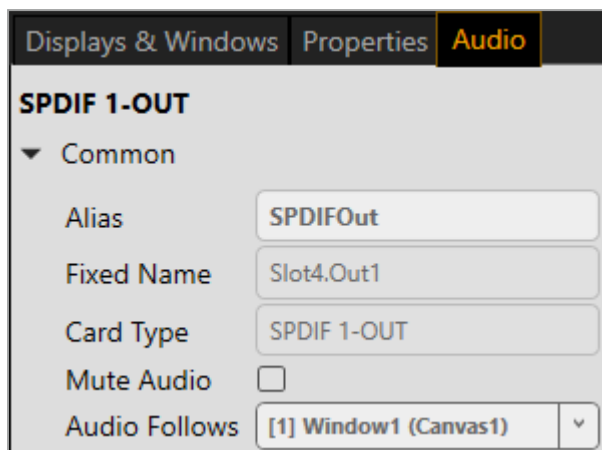 Displays & Windows Properties Audio
SPDIF 1-OUT
Common
Alias SPDIFOut
Fixed Name Slot4.Out1
Card Type SPDIF 1-OUT
Mute Audio
Audio Follows [1] Window1 (Canvas1)